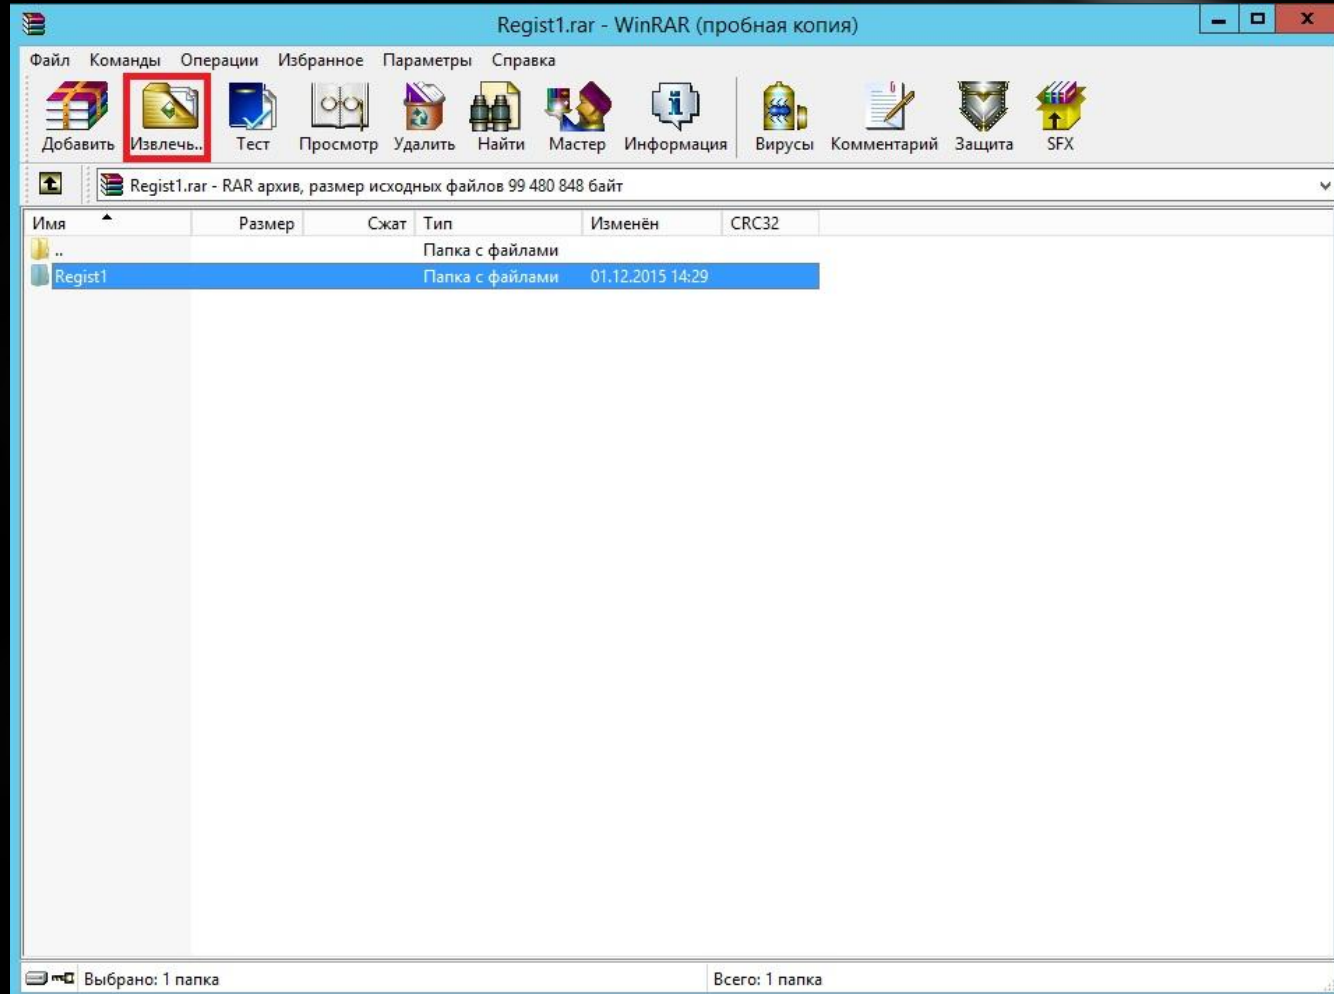 Regist1.rar - WinRAR (пробная копия)
Файл Команды Операции Избранное Параметры Справка
Добавить Извлечь.. Тест Просмотр Удалить Найти Мастер Информация Вирусы Комментарий Защита SFX
Regist1.rar - RAR архив, размер исходных файлов 99 480 848 байт
Имя Размер Сжат Тип Изменён CRC32
.. Папка с файлами
Regist1 Папка с файлами 01.12.2015 14:29
Выбрано: 1 папка Всего: 1 папка